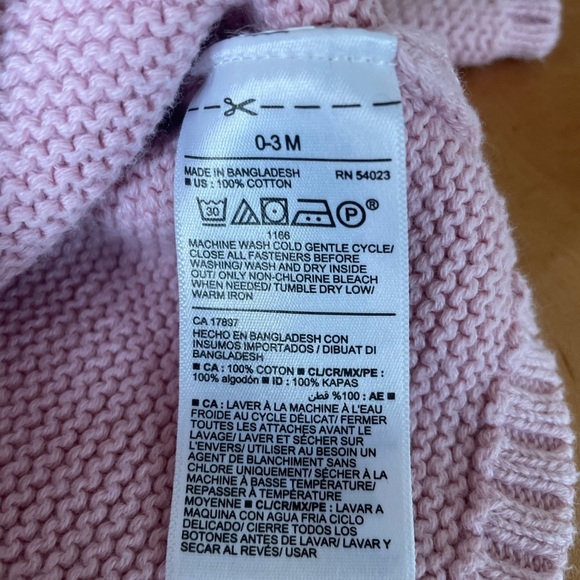 0-3 M
MADE IN BANGLADESH RN 54023
■ US : 100% COTTON
30 P®
1166
MACHINE WASH COLD GENTLE CYCLE/
CLOSE ALL FASTENERS BEFORE
WASHING/ WASH AND DRY INSIDE
OUT/ ONLY NON-CHLORINE BLEACH
WHEN NEEDED/ TUMBLE DRY LOW/
WARM IRON
CA 17897
HECHO EN BANGLADESH CON
INSUMOS IMPORTADOS / DIBUAT DI
BANGLADESH
■ CA : 100% COTON ■ CL/CR/MX/PE :
100% algodón ■ ID : 100% KAPAS
■ AE : 100% قطن
■ CA : LAVER À LA MACHINE À L'EAU
FROIDE AU CYCLE DÉLICAT/ FERMER
TOUTES LES ATTACHES AVANT LE
LAVAGE/ LAVER ET SÉCHER SUR
L'ENVERS/ UTILISER AU BESOIN UN
AGENT DE BLANCHIMENT SANS
CHLORE UNIQUEMENT/ SÉCHER À LA
MACHINE À BASSE TEMPÉRATURE/
REPASSER À TEMPÉRATURE
MOYENNE ■ CL/CR/MX/PE : LAVAR A
MAQUINA CON AGUA FRIA CICLO
DELICADO/ CIERRE TODOS LOS
BOTONES ANTES DE LAVAR/ LAVAR Y
SECAR AL REVÉS/ USAR